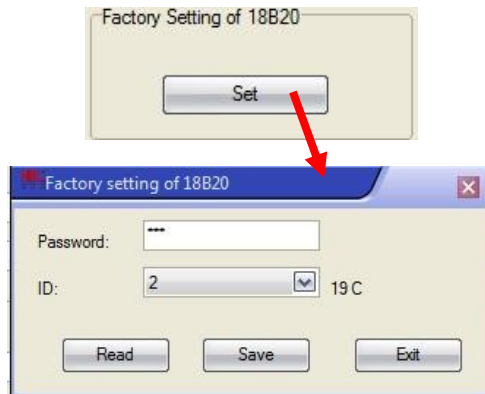 Factory Setting of 18B20
Set
Factory setting of 18B20
Password: ***
ID: 2 19 C
Read Save Exit